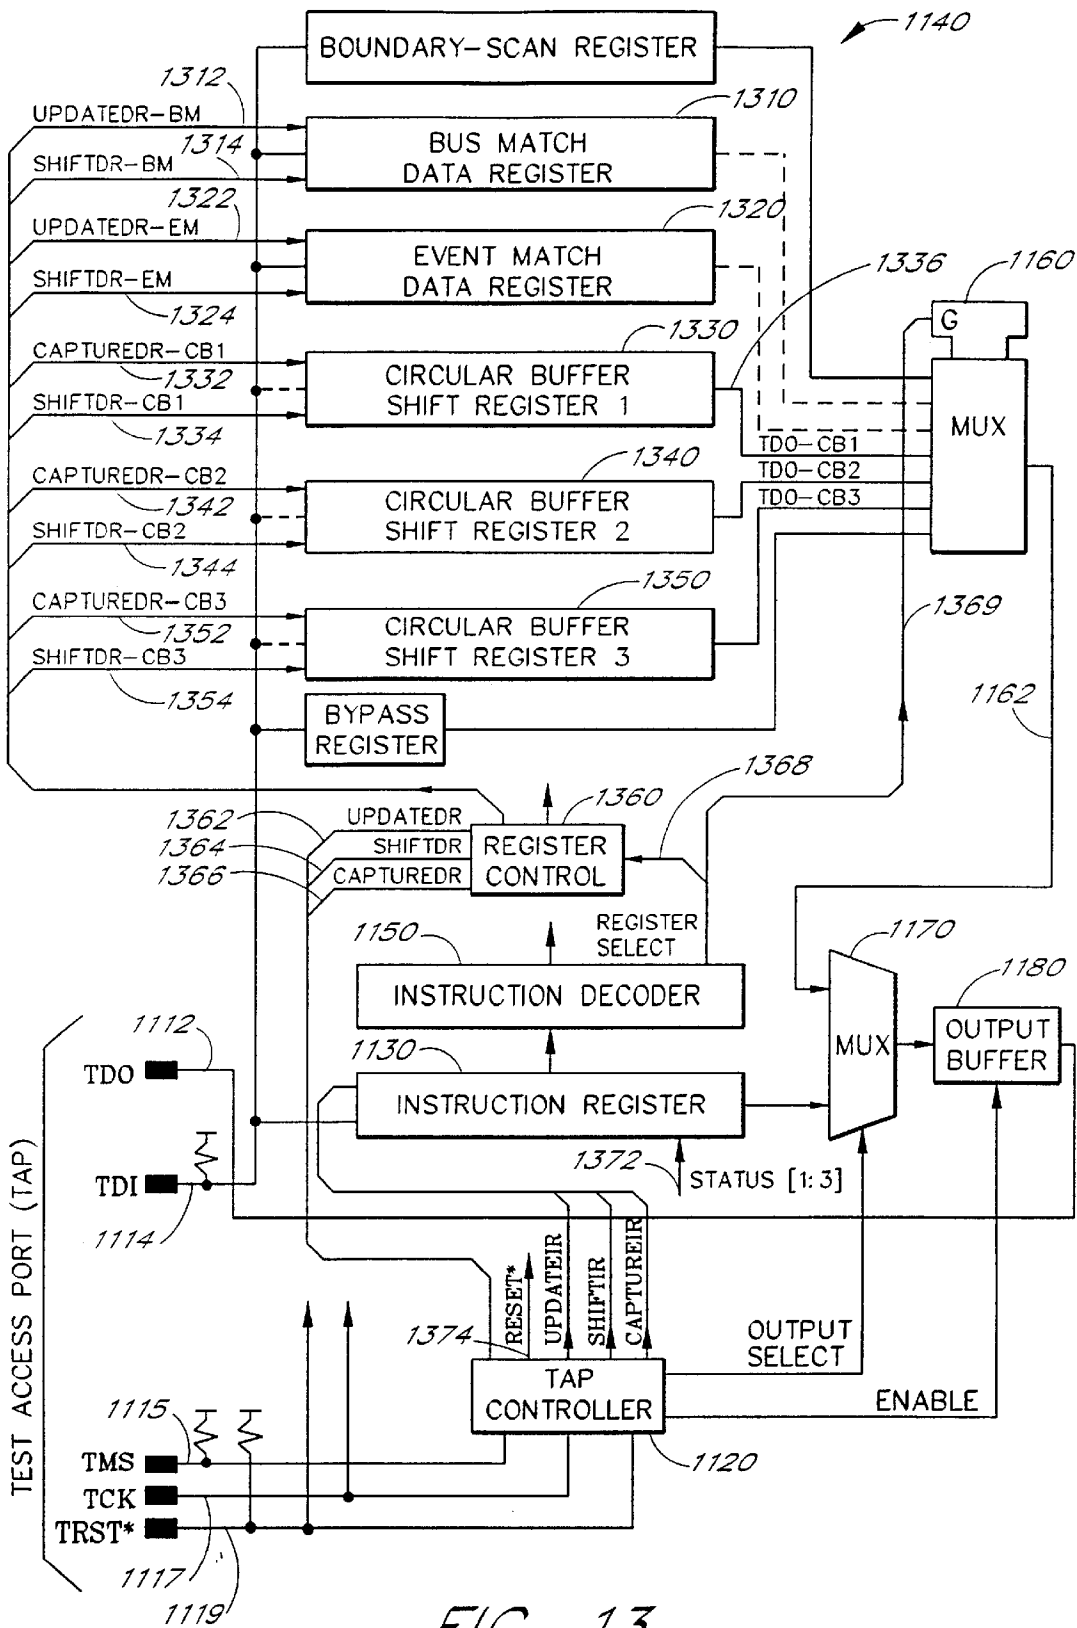 1140
BOUNDARY-SCAN REGISTER
1312
UPDATEDR-BM
1310
BUS MATCH
DATA REGISTER
1314
SHIFTDR-BM
1322
UPDATEDR-EM
1320
EVENT MATCH
DATA REGISTER
SHIFTDR-EM
1324
1336
1160
G
MUX
1330
CAPTUREDR-CB1
1332
CIRCULAR BUFFER
SHIFT REGISTER 1
SHIFTDR-CB1
1334
TDO-CB1
TDO-CB2
TDO-CB3
1340
CAPTUREDR-CB2
1342
CIRCULAR BUFFER
SHIFT REGISTER 2
SHIFTDR-CB2
1344
1350
CAPTUREDR-CB3
1352
CIRCULAR BUFFER
SHIFT REGISTER 3
SHIFTDR-CB3
1354
1369
1162
BYPASS
REGISTER
1368
1360
1362
UPDATEDR
1364
SHIFTDR
1366
CAPTUREDR
REGISTER
CONTROL
REGISTER
SELECT
1150
INSTRUCTION DECODER
1170
MUX
1180
OUTPUT
BUFFER
1112
TDO
1130
INSTRUCTION REGISTER
1372
STATUS [1:3]
TDI
1114
TEST ACCESS PORT (TAP)
RESET*
UPDATEIR
SHIFTIR
CAPTUREIR
1374
OUTPUT
SELECT
TAP
CONTROLLER
ENABLE
1120
1115
TMS
TCK
TRST*
1117
1119
FIG. 13